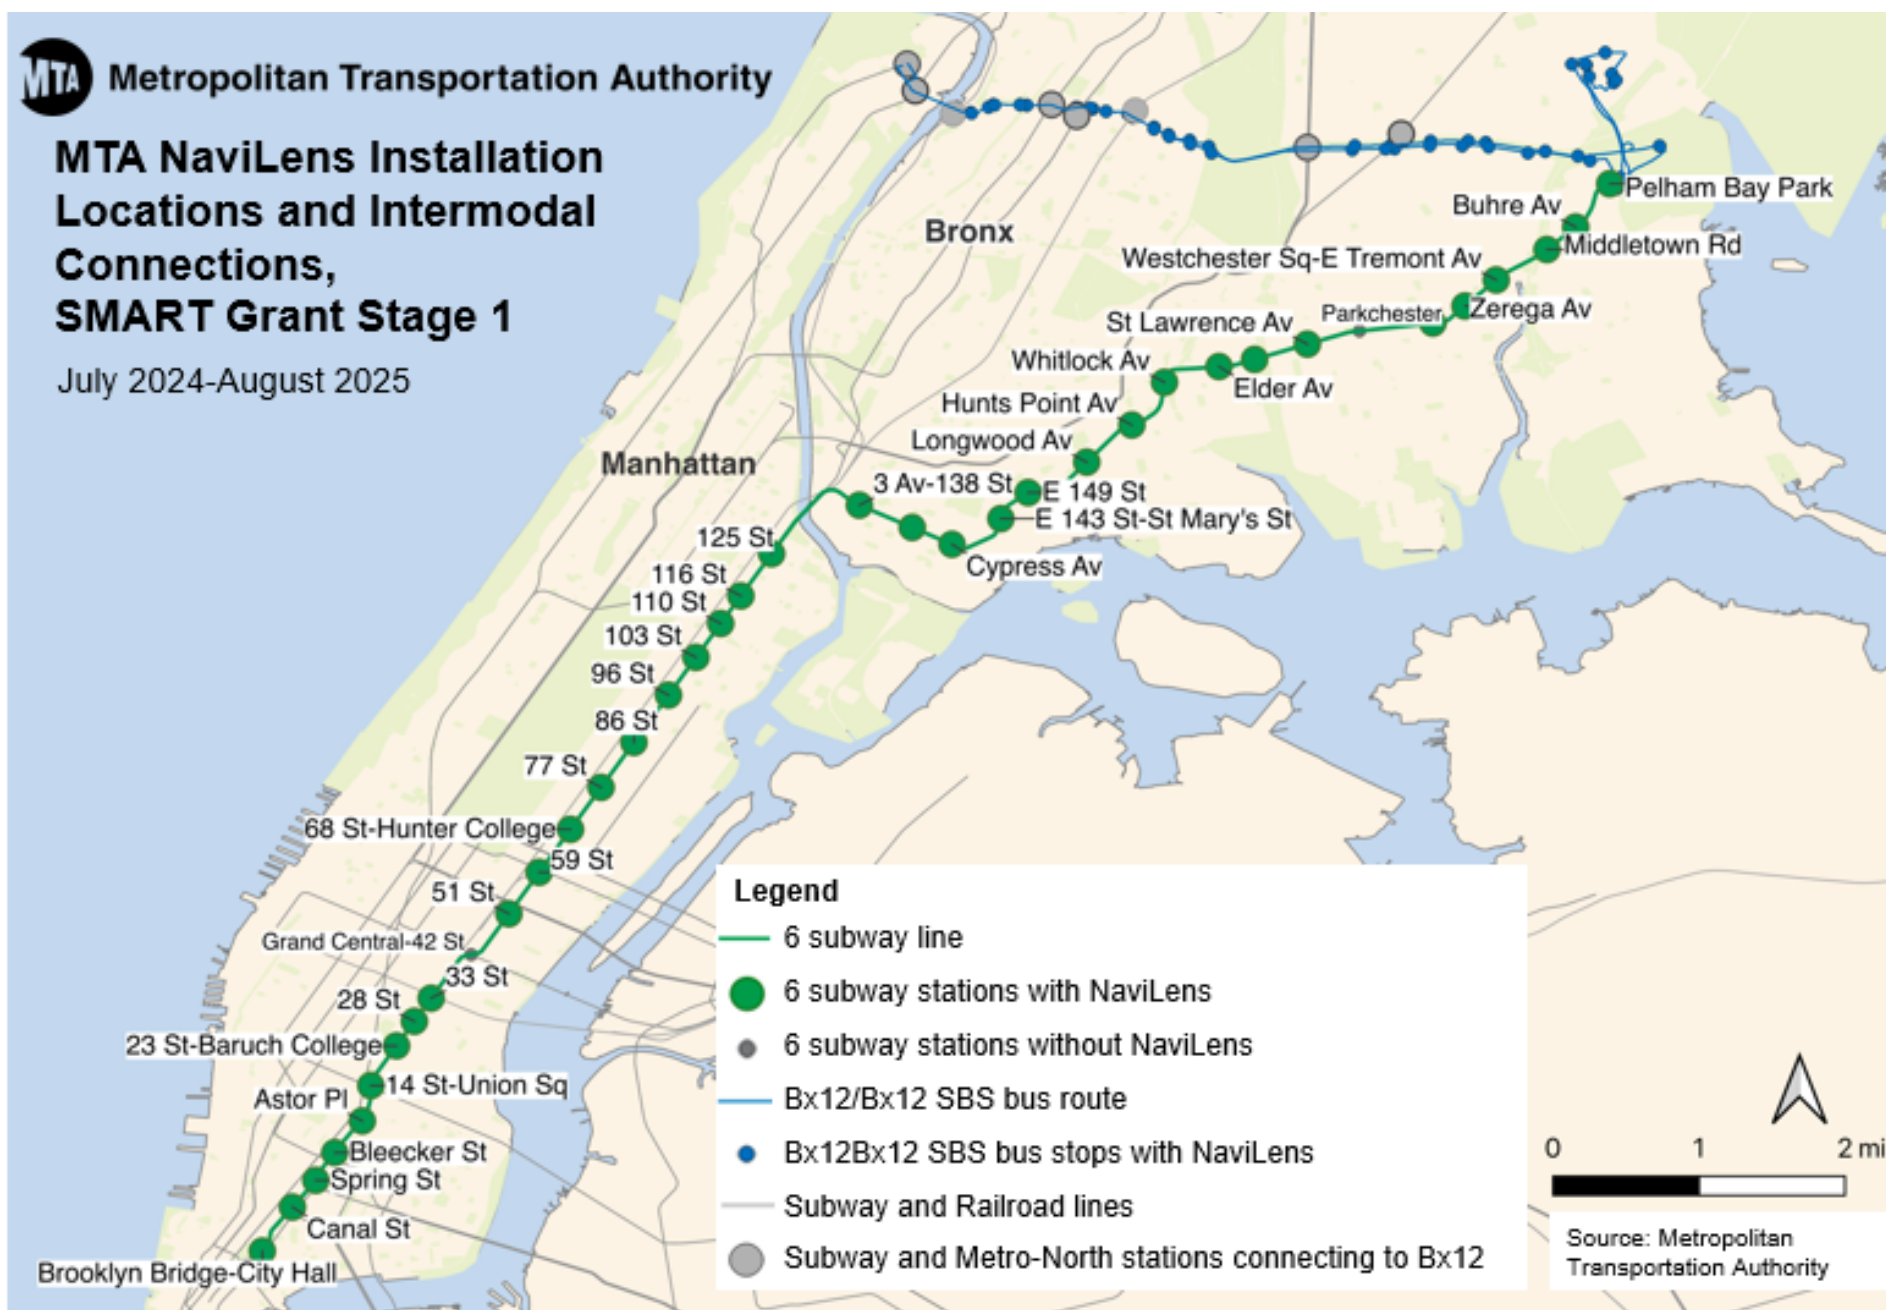 MTA Metropolitan Transportation Authority
MTA NaviLens Installation
Locations and Intermodal
Connections,
SMART Grant Stage 1
July 2024-August 2025
Bronx
Manhattan
Pelham Bay Park
Buhre Av
Middletown Rd
Westchester Sq-E Tremont Av
Zerega Av
Parkchester
St Lawrence Av
Elder Av
Whitlock Av
Hunts Point Av
Longwood Av
E 149 St
E 143 St-St Mary's St
Cypress Av
3 Av-138 St
125 St
116 St
110 St
103 St
96 St
86 St
77 St
68 St-Hunter College
59 St
51 St
Grand Central-42 St
33 St
28 St
23 St-Baruch College
14 St-Union Sq
Astor Pl
Bleecker St
Spring St
Canal St
Brooklyn Bridge-City Hall
Legend
6 subway line
6 subway stations with NaviLens
6 subway stations without NaviLens
Bx12/Bx12 SBS bus route
Bx12Bx12 SBS bus stops with NaviLens
Subway and Railroad lines
Subway and Metro-North stations connecting to Bx12
0 1 2 mi
Source: Metropolitan
Transportation Authority